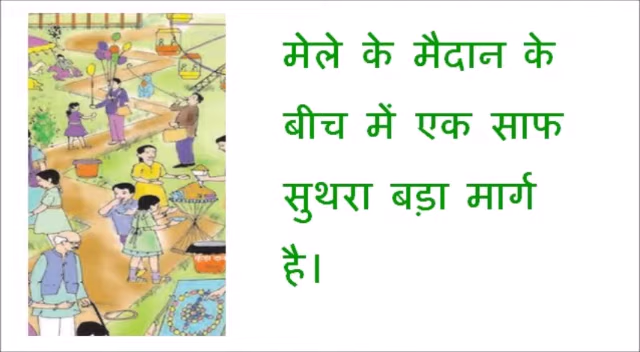 मेले के मैदान के
बीच में एक साफ
सुथरा बड़ा मार्ग
है।